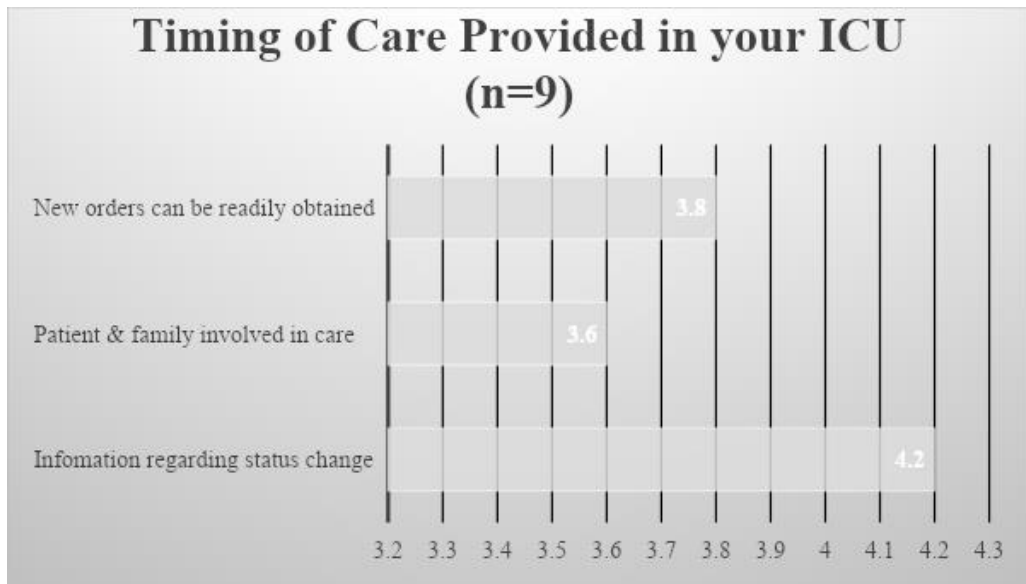 Timing of Care Provided in your ICU
(n=9)
New orders can be readily obtained
3.8
Patient & family involved in care
3.6
Infomation regarding status change
4.2
3.2 3.3 3.4 3.5 3.6 3.7 3.8 3.9 4 4.1 4.2 4.3